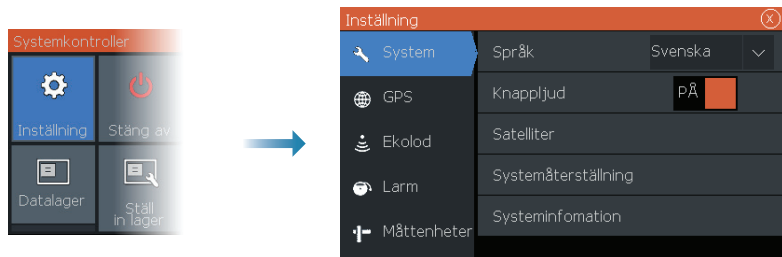 Systemkontroller
Inställning
Stäng av
Datalager
Ställ
in lager
Inställning
System
GPS
Ekolod
Larm
Måttenheter
Språk
Svenska
Knappljud
PÅ
Satelliter
Systemåterställning
Systeminfomation